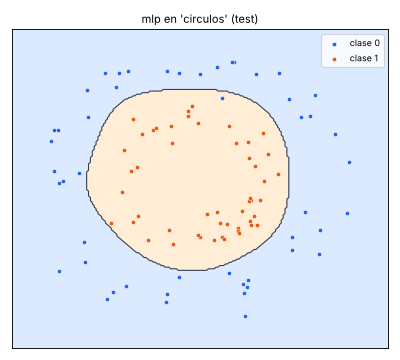 mlp en 'circulos' (test)
clase 0
clase 1